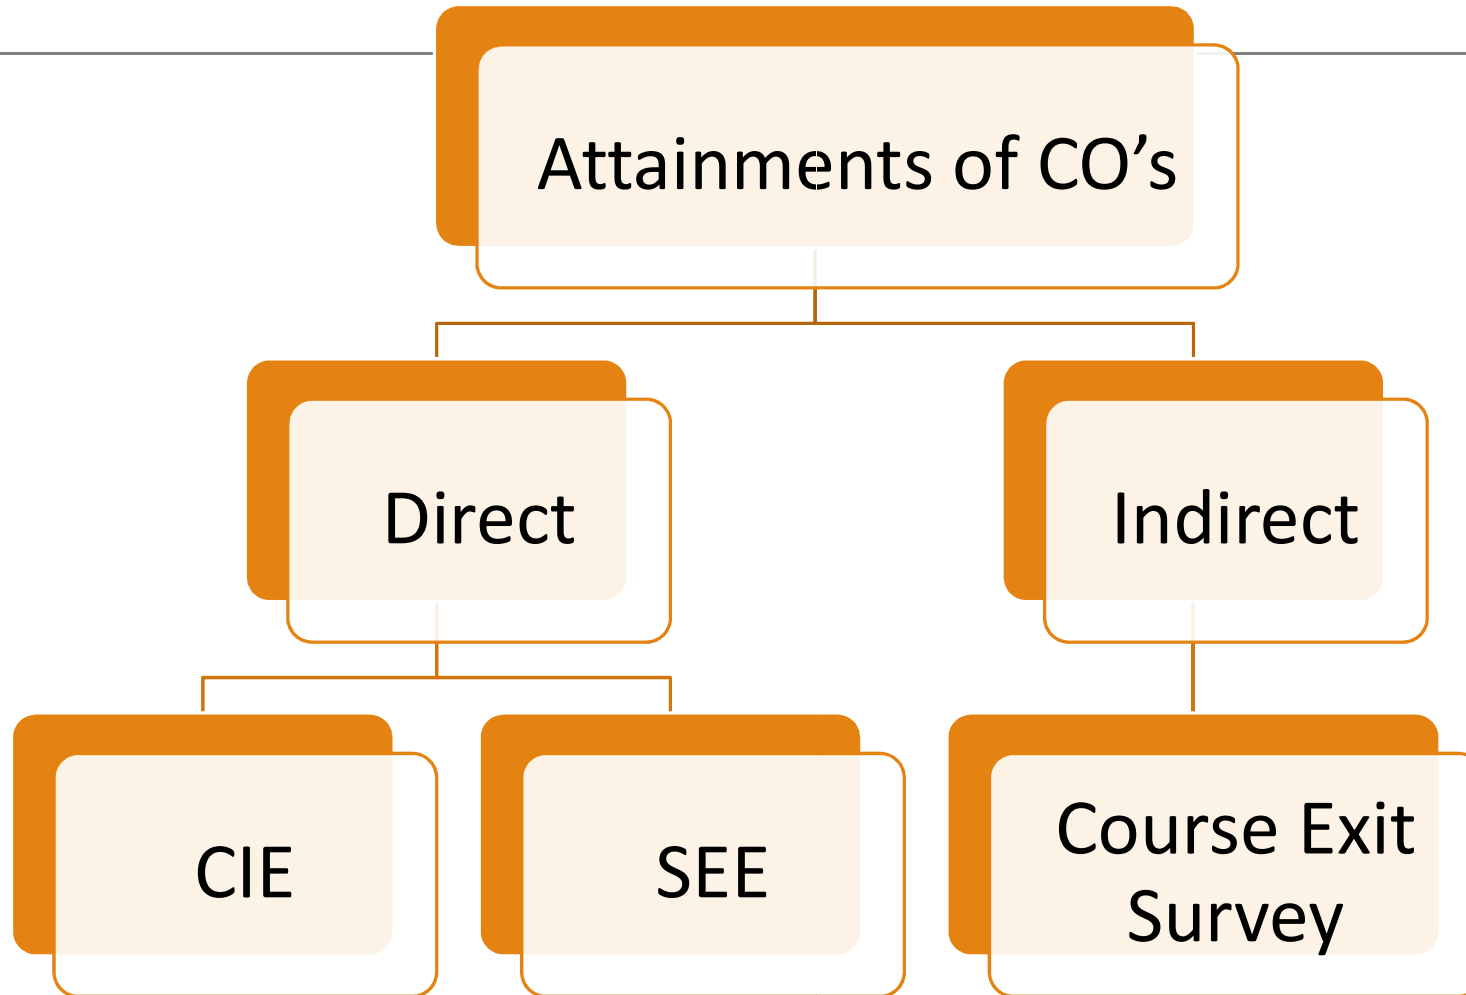 Attainments of CO’s
Direct
Indirect
CIE
SEE
Course Exit
Survey